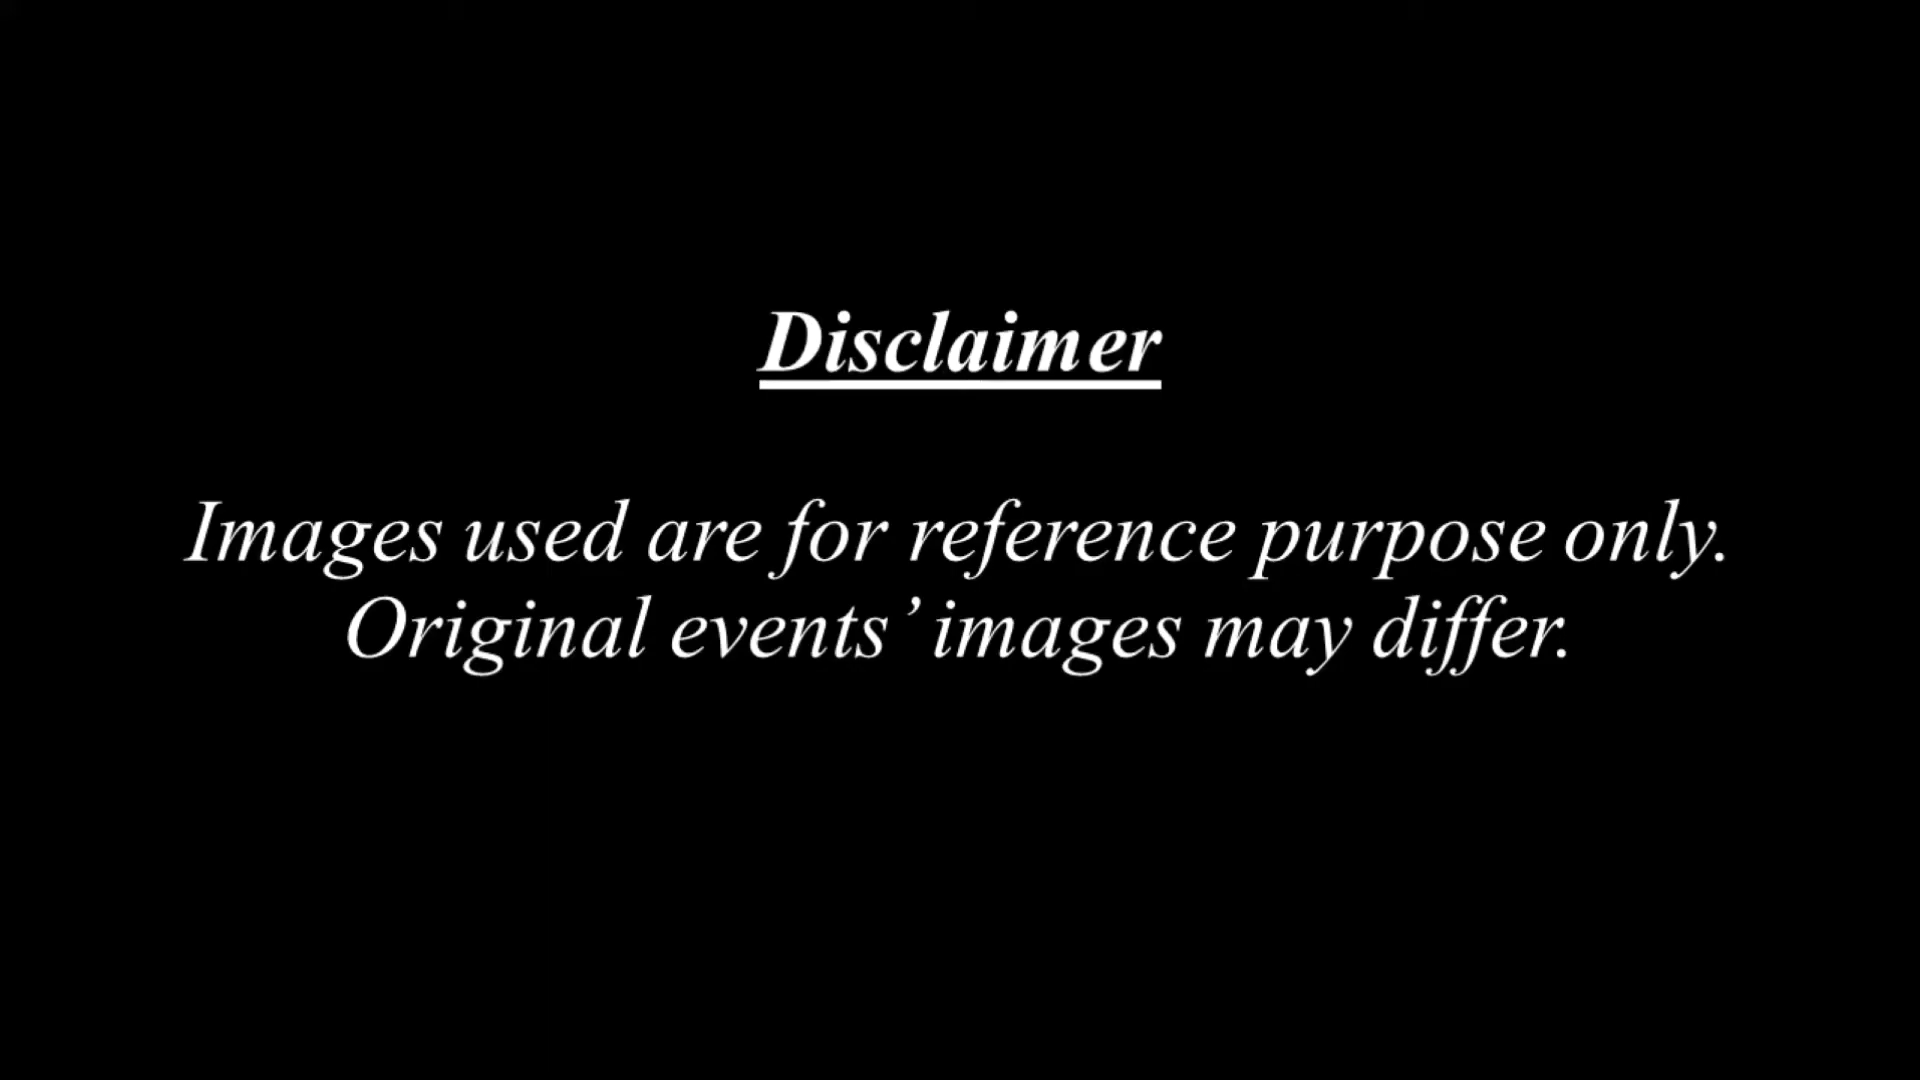 Disclaimer
Images used are for reference purpose only.
Original events’ images may differ.